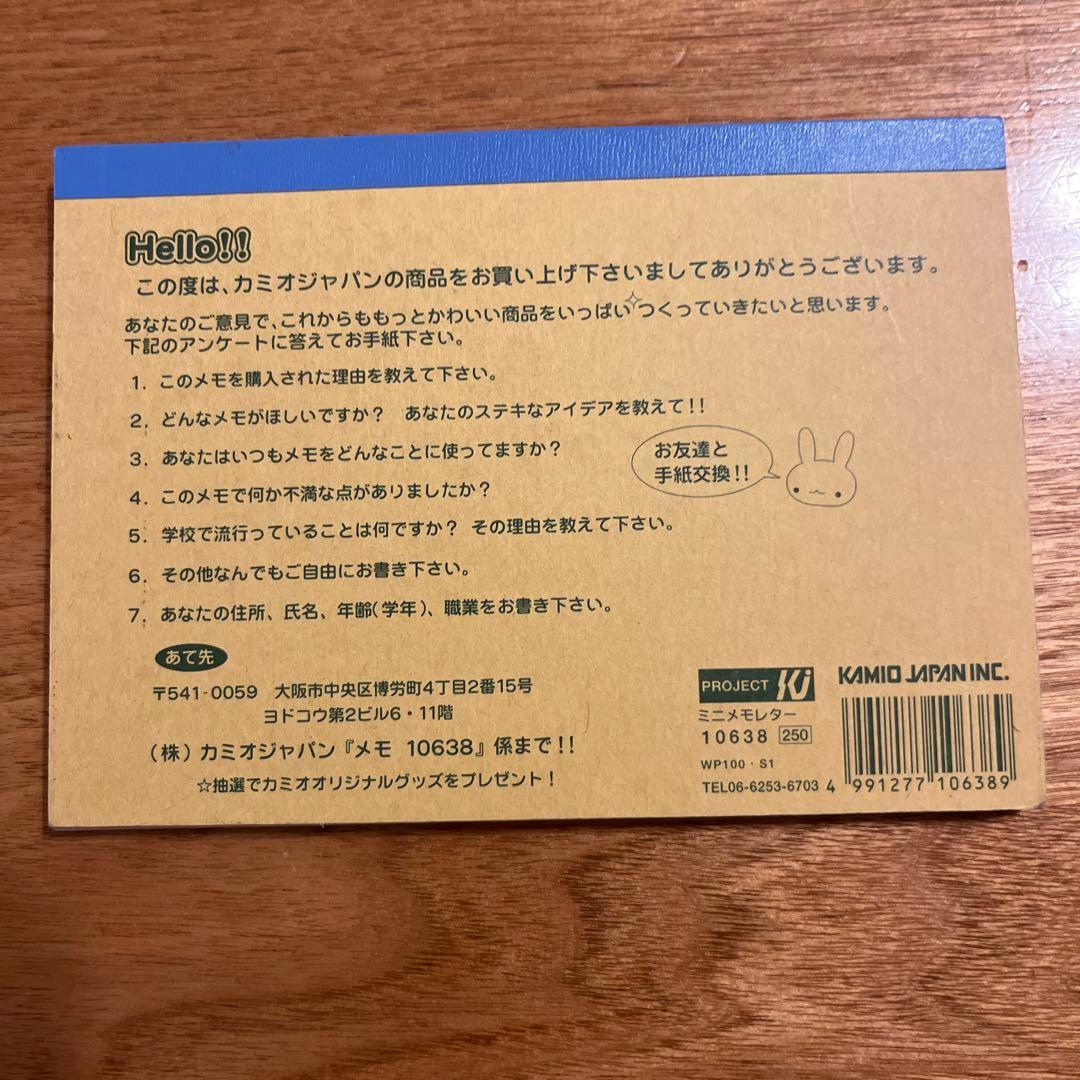 Hello!!
この度は、カミオジャパンの商品をお買い上げ下さいましてありがとうございます。
あなたのご意見で、これからももっとかわいい商品をいっぱいつくっていきたいと思います。
下記のアンケートに答えてお手紙下さい。
1. このメモを購入された理由を教えて下さい。
2. どんなメモがほしいですか? あなたのステキなアイデアを教えて!!
3. あなたはいつもメモをどんなことに使ってますか?
4. このメモで何か不満な点がありましたか?
5. 学校で流行っていることは何ですか? その理由を教えて下さい。
6. その他なんでもご自由にお書き下さい。
7. あなたの住所、氏名、年齢(学年)、職業をお書き下さい。
お友達と
手紙交換!!
あて先
〒541-0059 大阪市中央区博労町4丁目2番15号
ヨドコウ第2ビル6・11階
(株)カミオジャパン『メモ 10638』係まで!!
☆抽選でカミオオリジナルグッズをプレゼント!
PROJECT Ki
ミニメモレター
10638 250
WP100・S1
TEL06-6253-6703
KAMIO JAPAN INC.
4 991277 106389